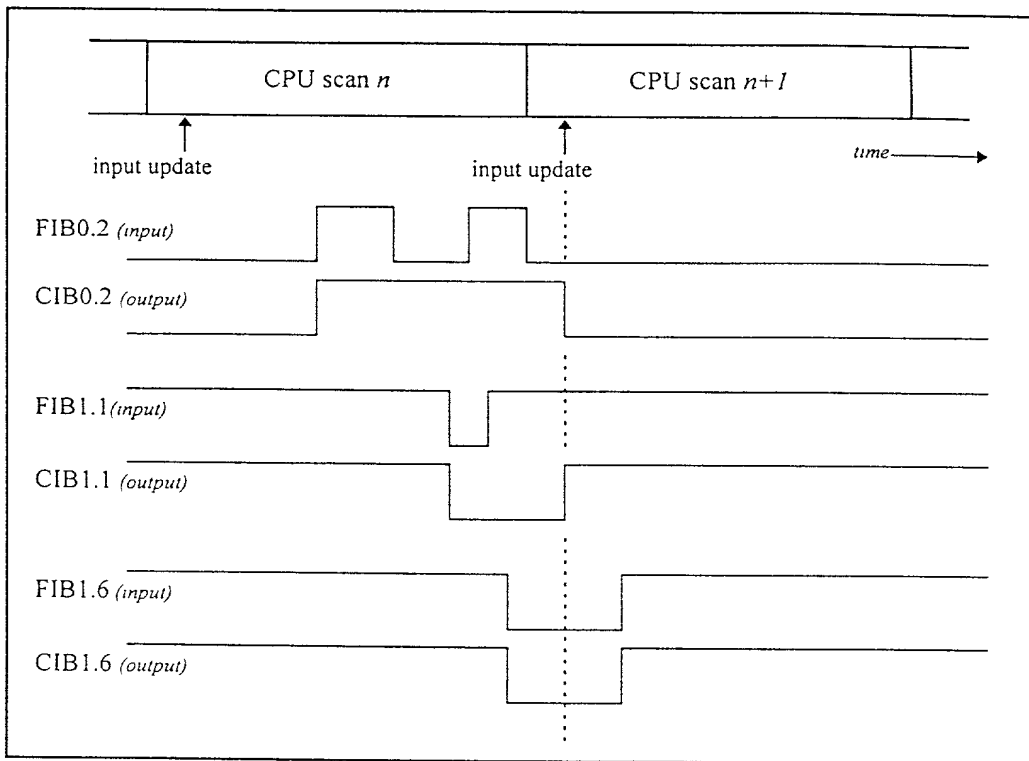 CPU scan n
CPU scan n+1
input update
input update
time
FIB0.2 (input)
CIB0.2 (output)
FIB1.1(input)
CIB1.1 (output)
FIB1.6 (input)
CIB1.6 (output)